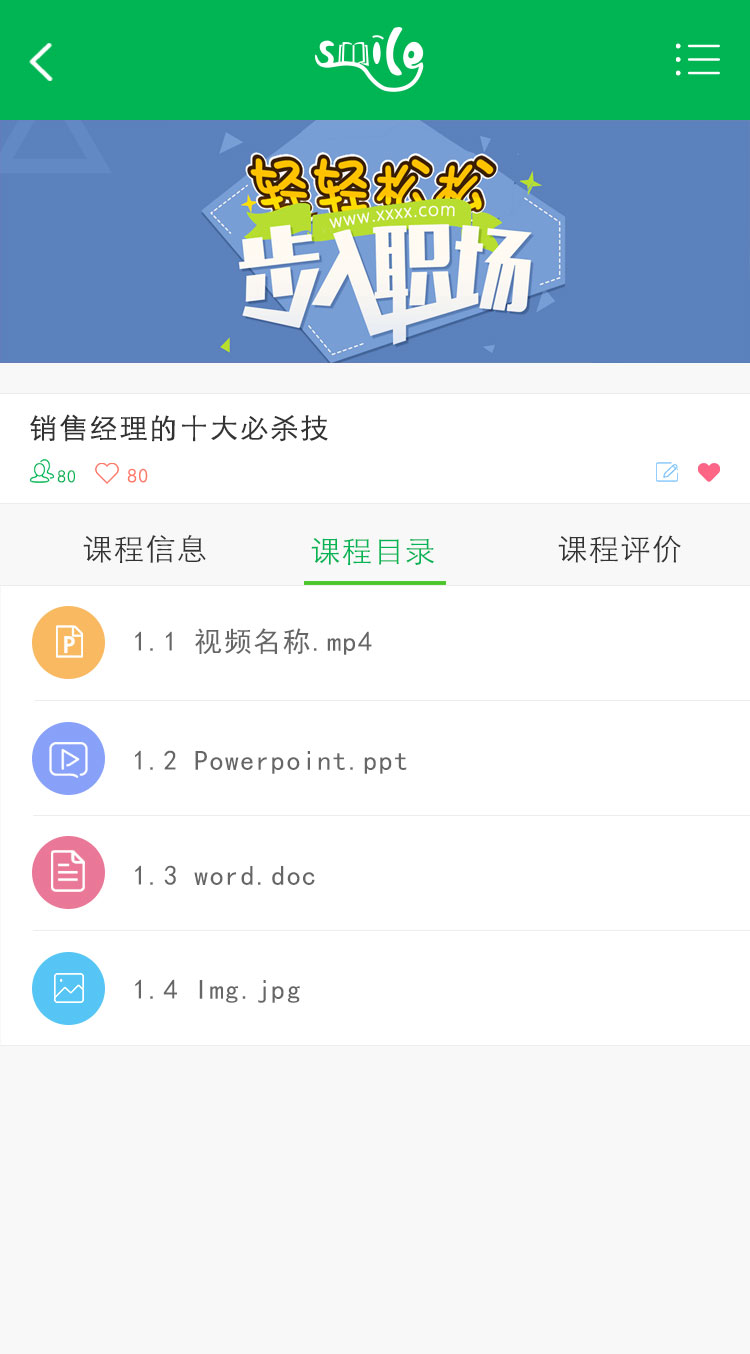 smile
轻轻松松
www.xxxx.com
步入职场
销售经理的十大必杀技
80 80
课程信息 课程目录 课程评价
P
1.1 视频名称.mp4
1.2 Powerpoint.ppt
1.3 word.doc
1.4 Img.jpg